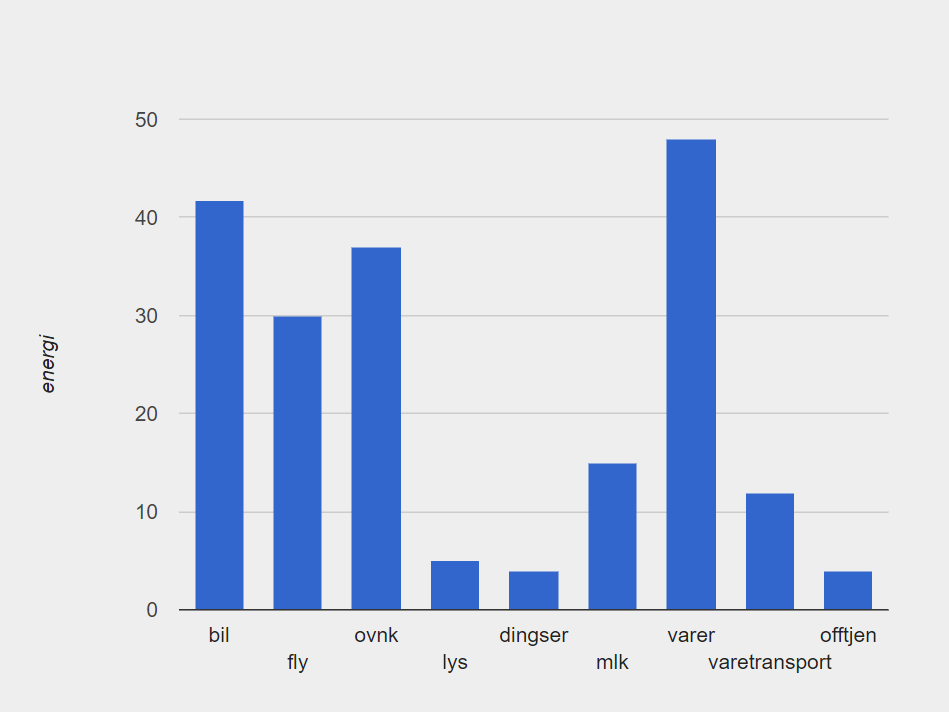 50
40
30
20
10
0
energi
bil
fly
ovnk
lys
dingser
mlk
varer
varetransport
offtjen